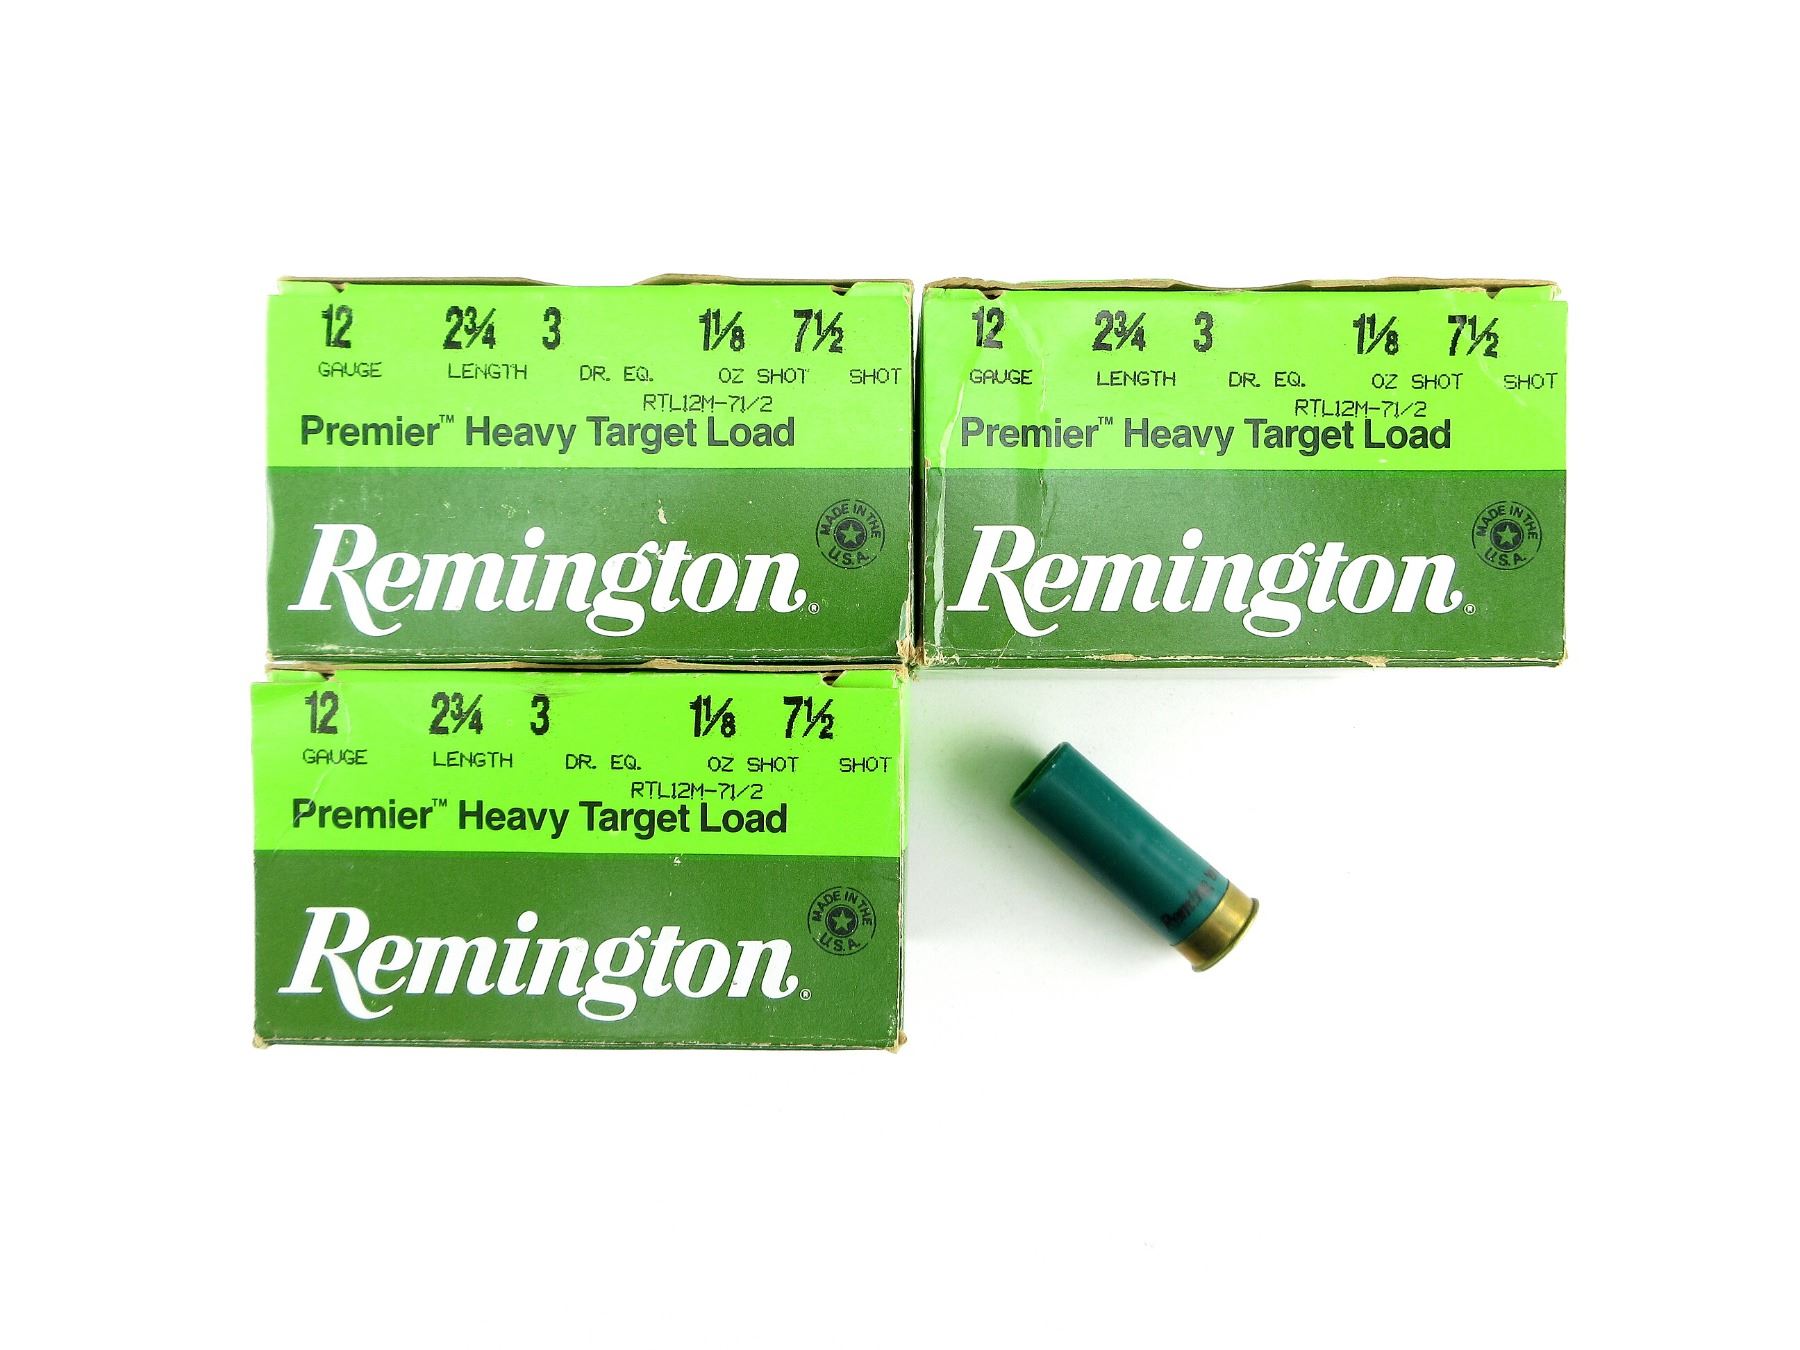 12 2¾ 3 1⅛ 7½
GAUGE LENGTH DR. EQ. OZ SHOT SHOT
RTL12M-71/2
Premier™ Heavy Target Load
MADE IN THE
U.S.A.
Remington®
12 2¾ 3 1⅛ 7½
GAUGE LENGTH DR. EQ. OZ SHOT SHOT
RTL12M-71/2
Premier™ Heavy Target Load
MADE IN THE
U.S.A.
Remington®
12 2¾ 3 1⅛ 7½
GAUGE LENGTH DR. EQ. OZ SHOT SHOT
RTL12M-71/2
Premier™ Heavy Target Load
MADE IN THE
U.S.A.
Remington®